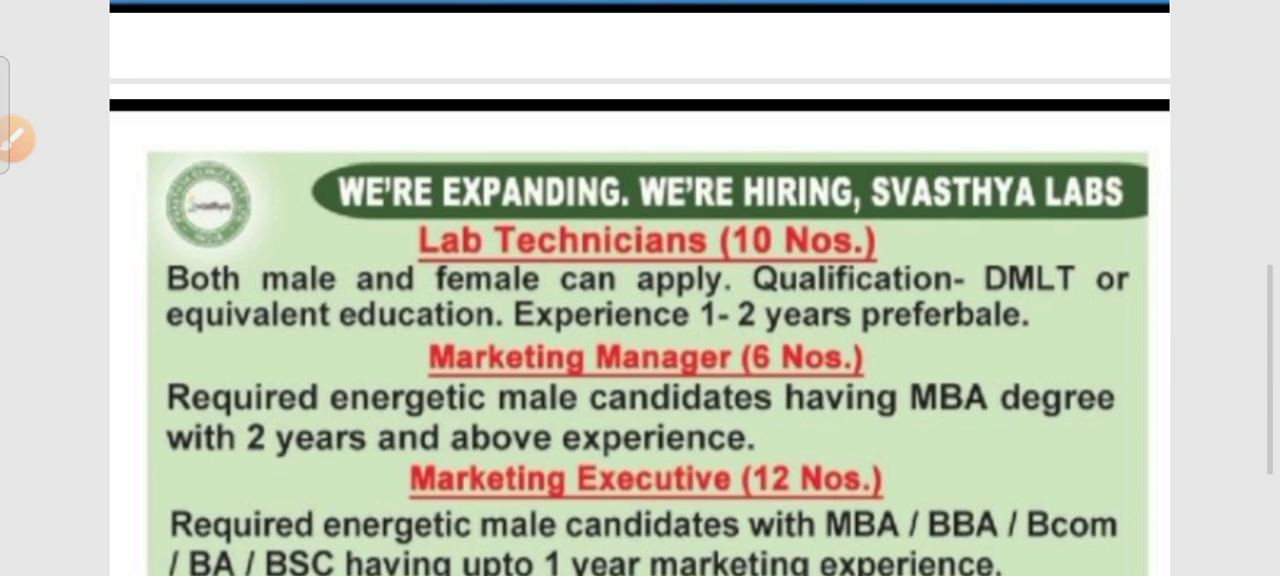 WE'RE EXPANDING. WE'RE HIRING, SVASTHYA LABS
Lab Technicians (10 Nos.)
Both male and female can apply. Qualification- DMLT or
equivalent education. Experience 1- 2 years preferbale.
Marketing Manager (6 Nos.)
Required energetic male candidates having MBA degree
with 2 years and above experience.
Marketing Executive (12 Nos.)
Required energetic male candidates with MBA / BBA / Bcom
/ BA / BSC having upto 1 year marketing experience.